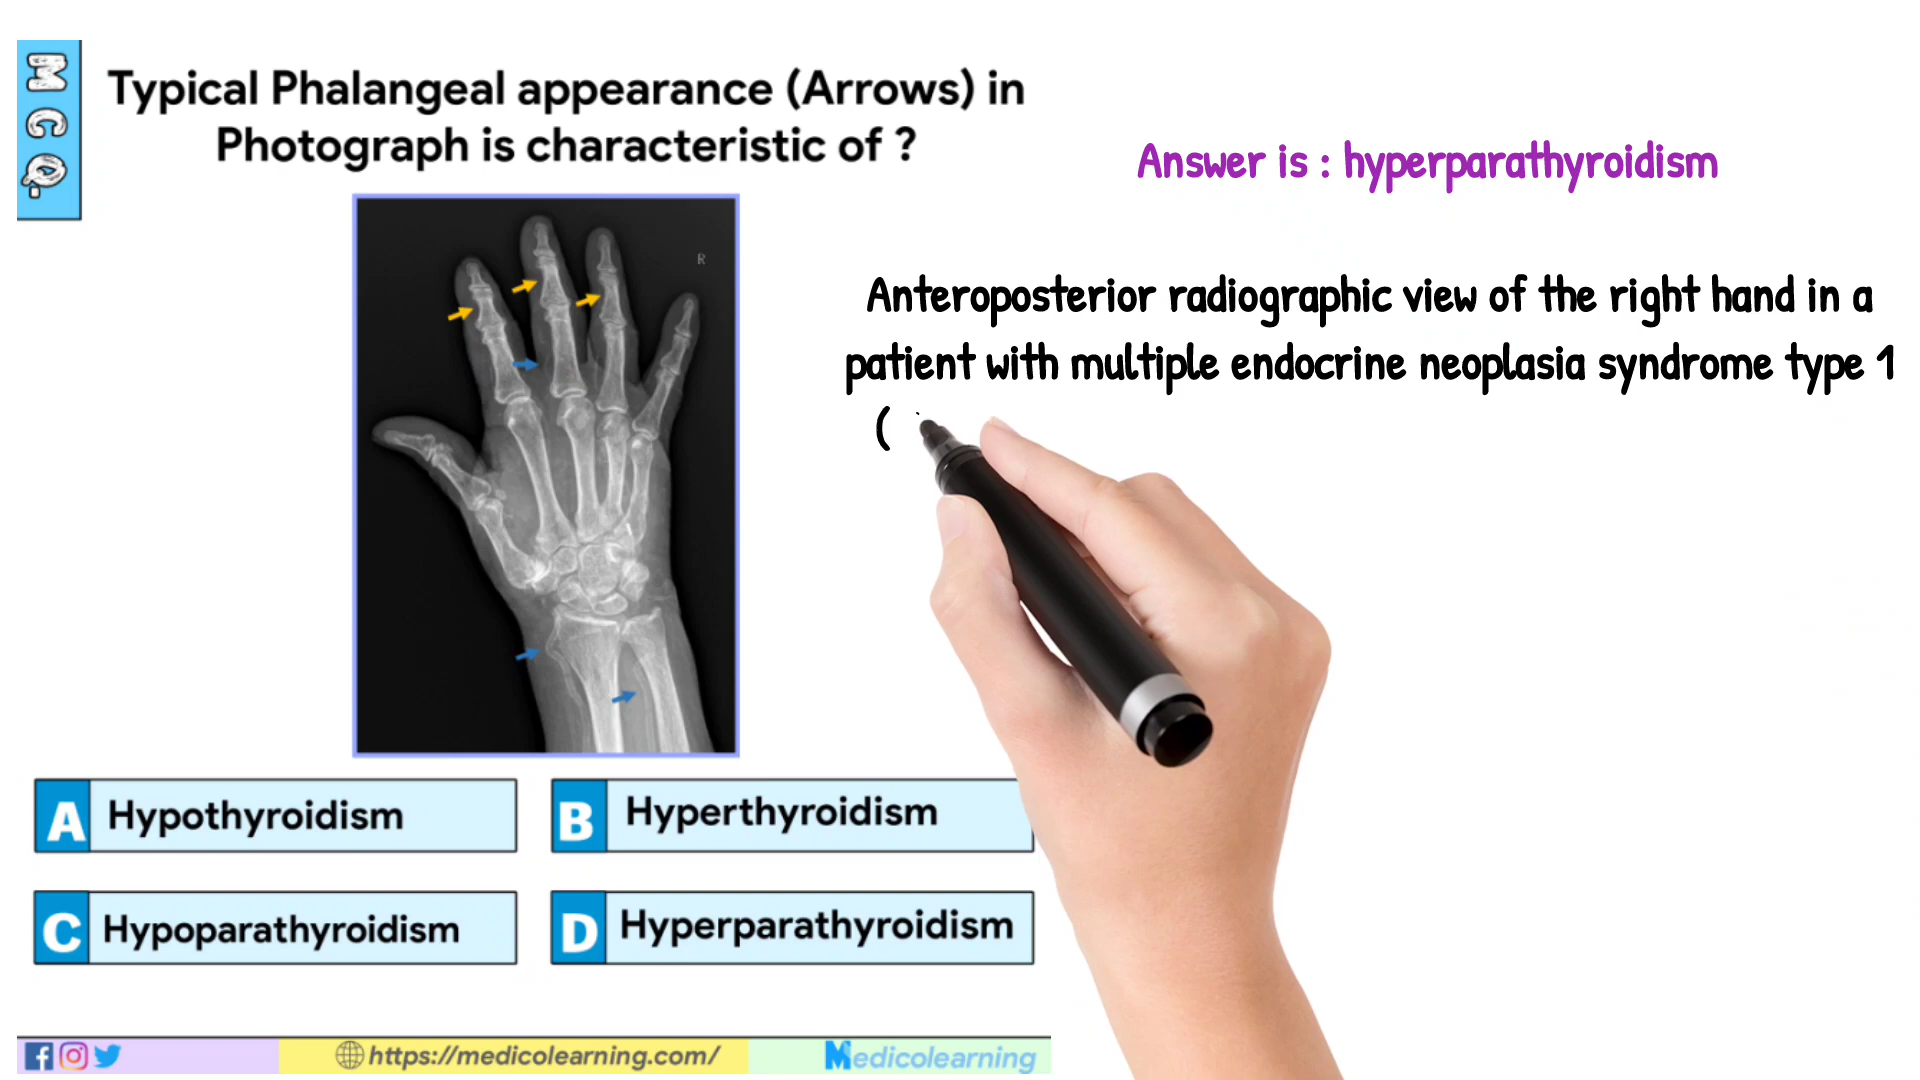 MCQ.
Typical Phalangeal appearance (Arrows) in
Photograph is characteristic of ?
R
A Hypothyroidism
B Hyperthyroidism
C Hypoparathyroidism
D Hyperparathyroidism
https://medicolearning.com/
Medicolearning
Answer is : hyperparathyroidism
Anteroposterior radiographic view of the right hand in a
patient with multiple endocrine neoplasia syndrome type 1
(